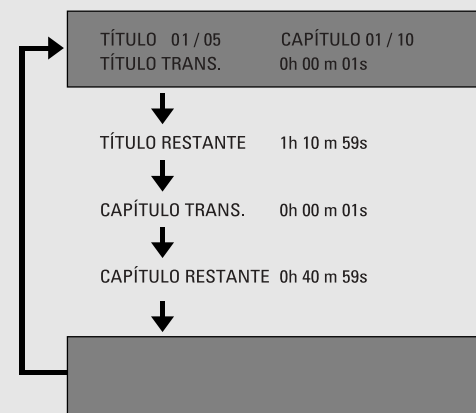 TÍTULO 01 / 05 CAPÍTULO 01 / 10
TÍTULO TRANS. 0h 00 m 01s
TÍTULO RESTANTE 1h 10 m 59s
CAPÍTULO TRANS. 0h 00 m 01s
CAPÍTULO RESTANTE 0h 40 m 59s